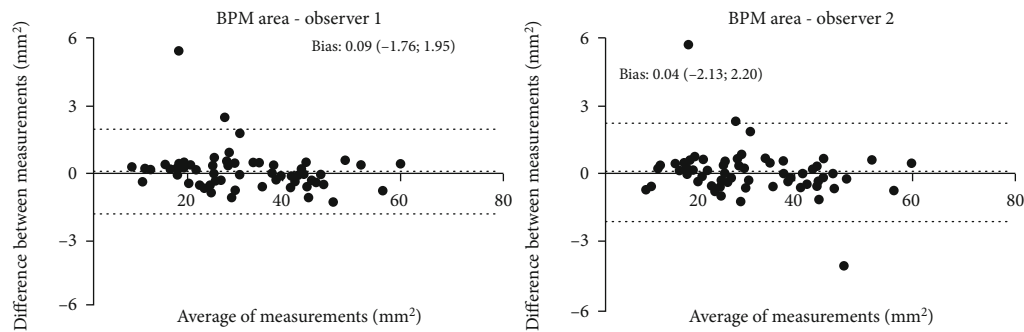 BPM area - observer 1
Difference between measurements (mm²)
6
3
0
–3
–6
Bias: 0.09 (–1.76; 1.95)
20
40
60
80
Average of measurements (mm²)
BPM area - observer 2
Difference between measurements (mm²)
6
3
0
–3
–6
Bias: 0.04 (–2.13; 2.20)
20
40
60
80
Average of measurements (mm²)